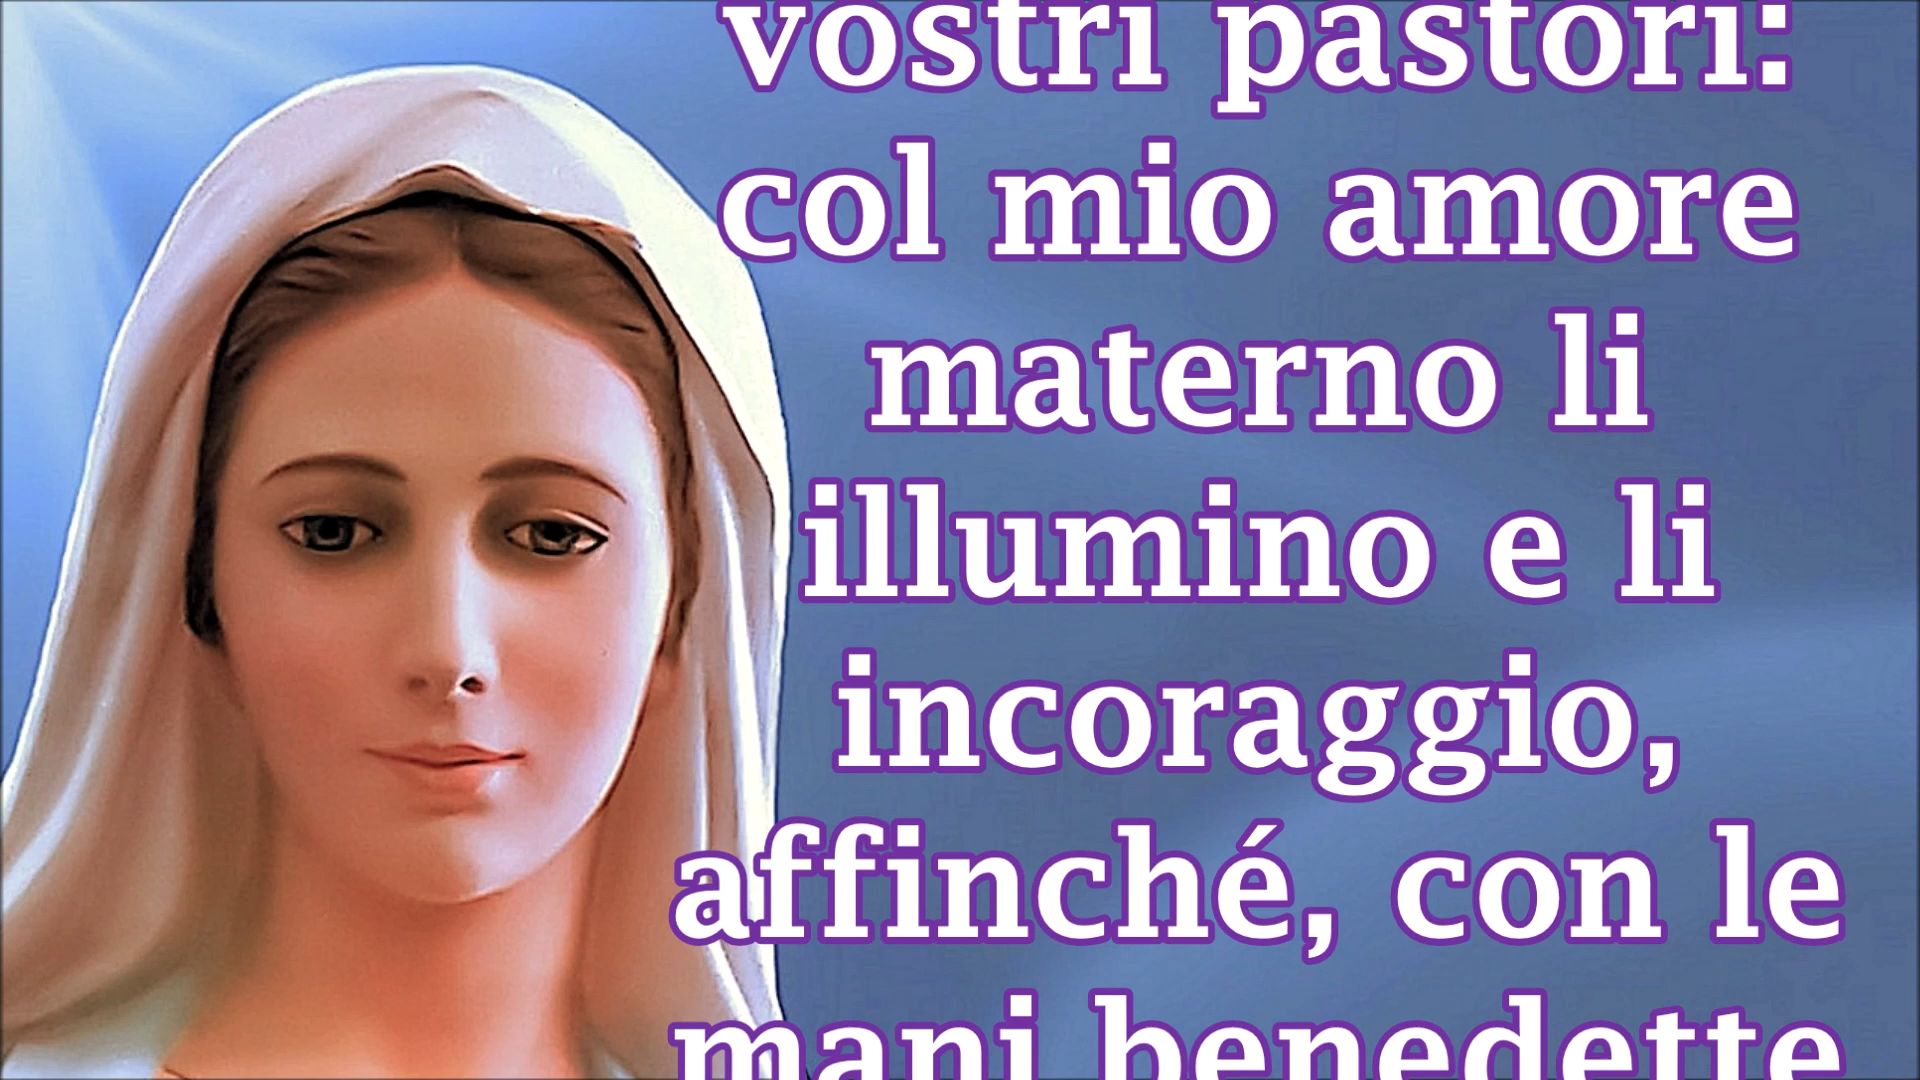 vostri pastori:
col mio amore
materno li
illumino e li
incoraggio,
affinché, con le
mani benedette